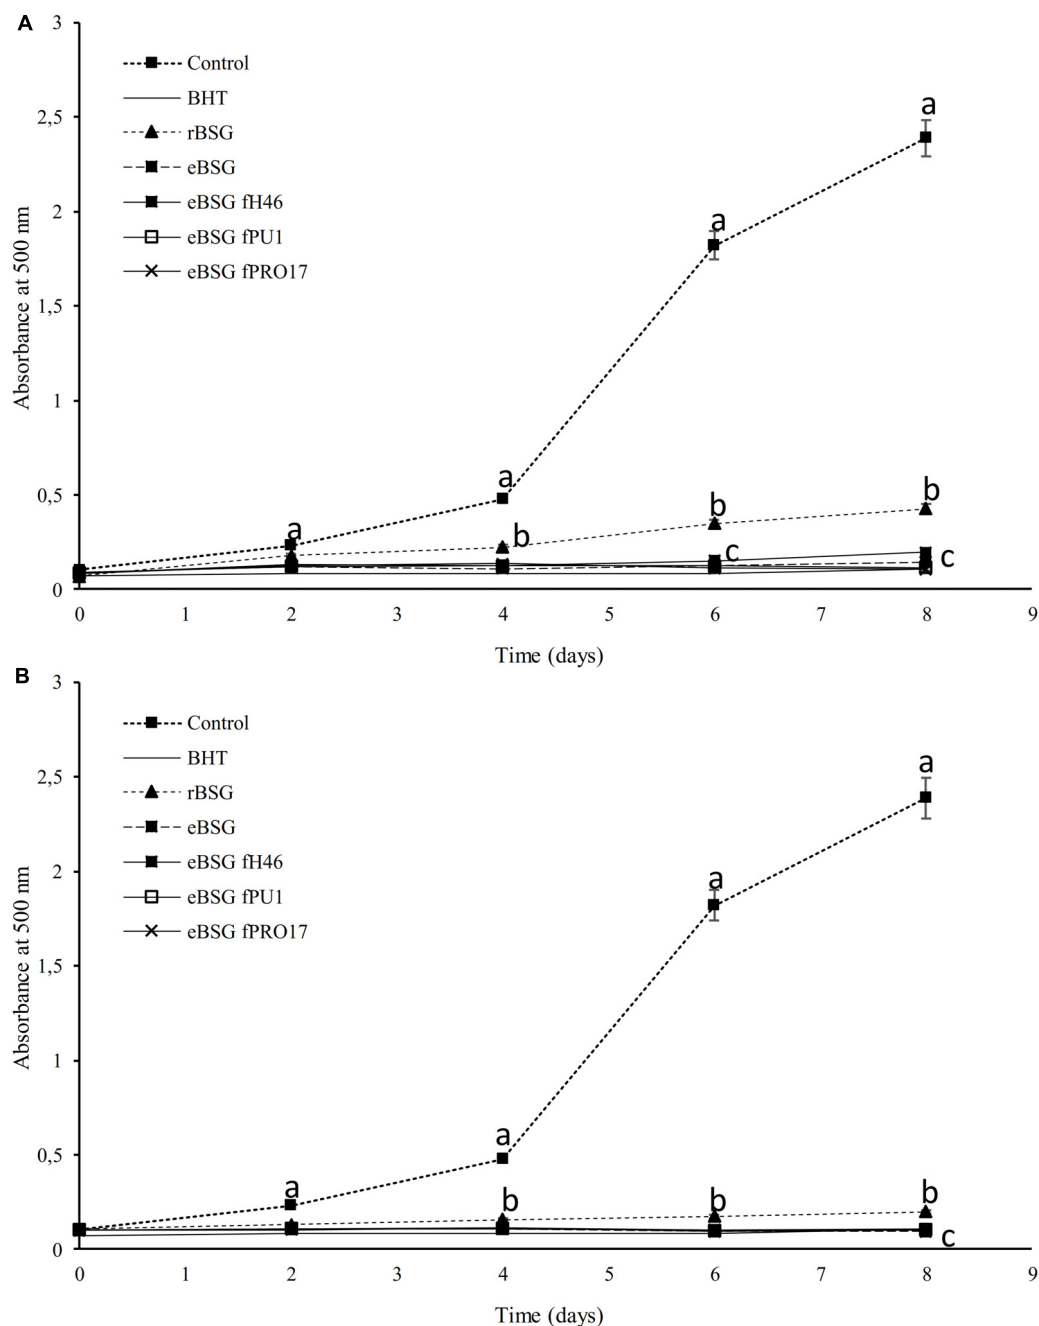 A
3
2,5
2
1,5
1
0,5
0
Absorbance at 500 nm
Control
BHT
rBSG
eBSG
eBSG fH46
eBSG fPU1
eBSG fPRO17
a
a
a
a
b
b
b
c
c
0 1 2 3 4 5 6 7 8 9
Time (days)
B
3
2,5
2
1,5
1
0,5
0
Absorbance at 500 nm
Control
BHT
rBSG
eBSG
eBSG fH46
eBSG fPU1
eBSG fPRO17
a
a
a
a
b
b
b
c
0 1 2 3 4 5 6 7 8 9
Time (days)